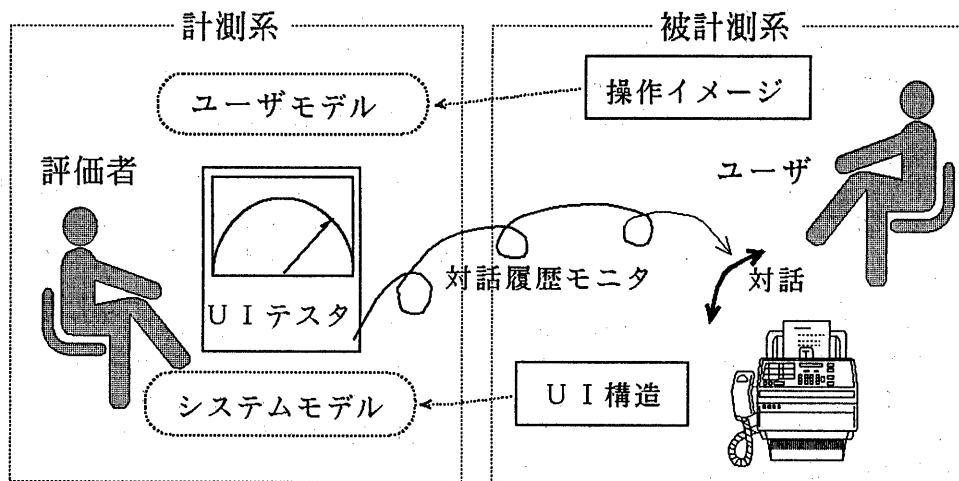 計測系
被計測系
ユーザモデル
操作イメージ
評価者
ユーザ
対話履歴モニタ
対話
UIテスタ
システムモデル
UI構造